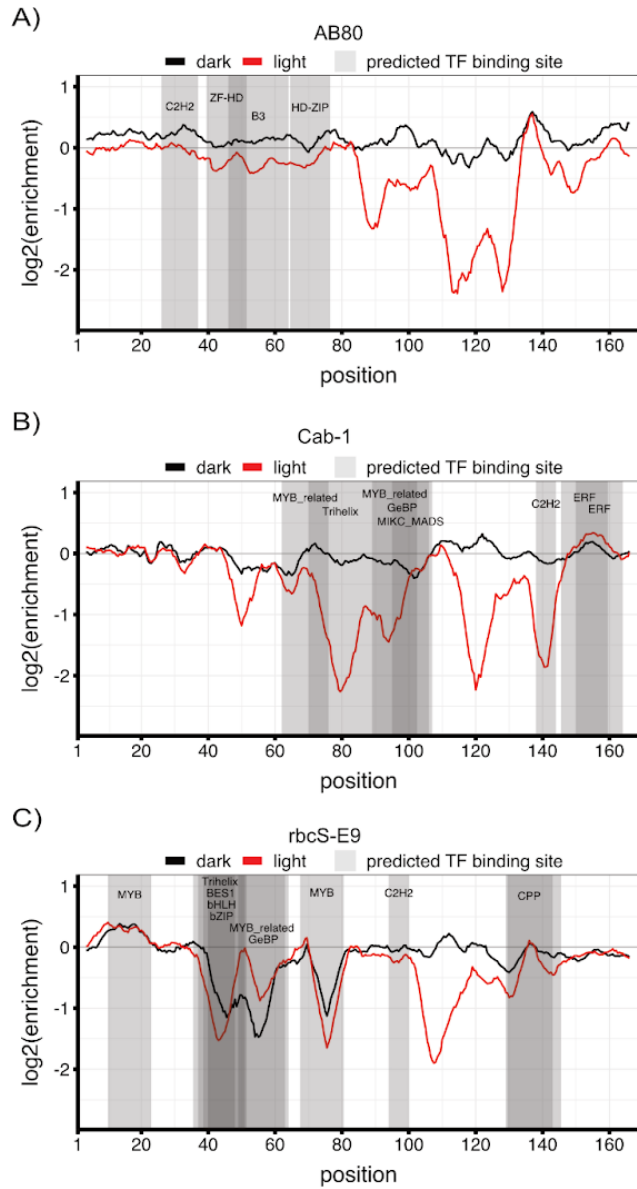 A)
AB80
dark light predicted TF binding site
C2H2
ZF-HD
B3
HD-ZIP
log2(enrichment)
1
0
-1
-2
1 20 40 60 80 100 120 140 160
position
B)
Cab-1
dark light predicted TF binding site
MYB_related
Trihelix
MYB_related
GeBP
MIKC_MADS
C2H2
ERF
ERF
log2(enrichment)
1
0
-1
-2
1 20 40 60 80 100 120 140 160
position
C)
rbcS-E9
dark light predicted TF binding site
MYB
Trihelix
BES1
bHLH
bZIP
MYB_related
GeBP
MYB
C2H2
CPP
log2(enrichment)
1
0
-1
-2
1 20 40 60 80 100 120 140 160
position